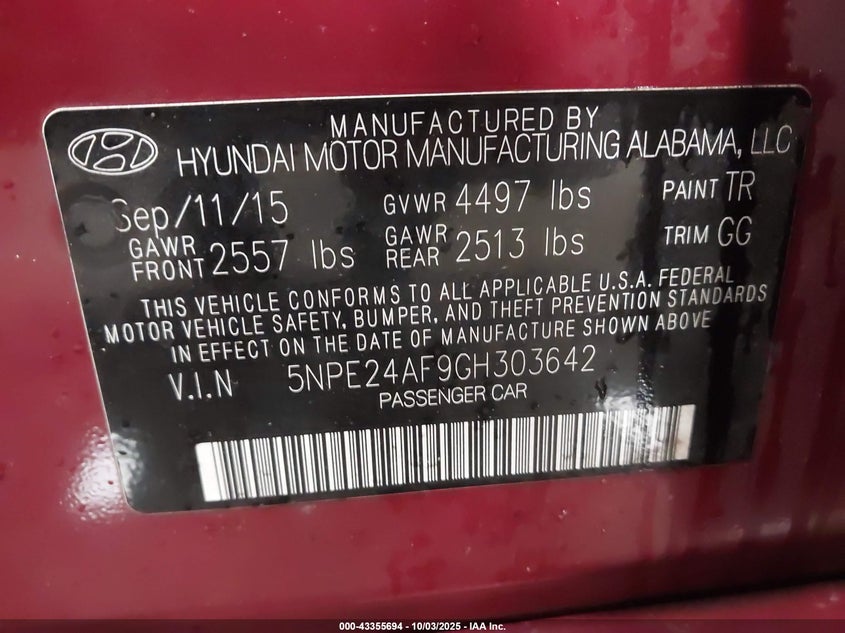 MANUFACTURED BY
HYUNDAI MOTOR MANUFACTURING ALABAMA, LLC
Sep/11/15 GVWR 4497 lbs PAINT TR
GAWR FRONT 2557 lbs GAWR REAR 2513 lbs TRIM GG
THIS VEHICLE CONFORMS TO ALL APPLICABLE U.S.A. FEDERAL
MOTOR VEHICLE SAFETY, BUMPER, AND THEFT PREVENTION STANDARDS
IN EFFECT ON THE DATE OF MANUFACTURE SHOWN ABOVE
V.I.N 5NPE24AF9GH303642
PASSENGER CAR
000-43355694 - 10/03/2025 - IAA Inc.